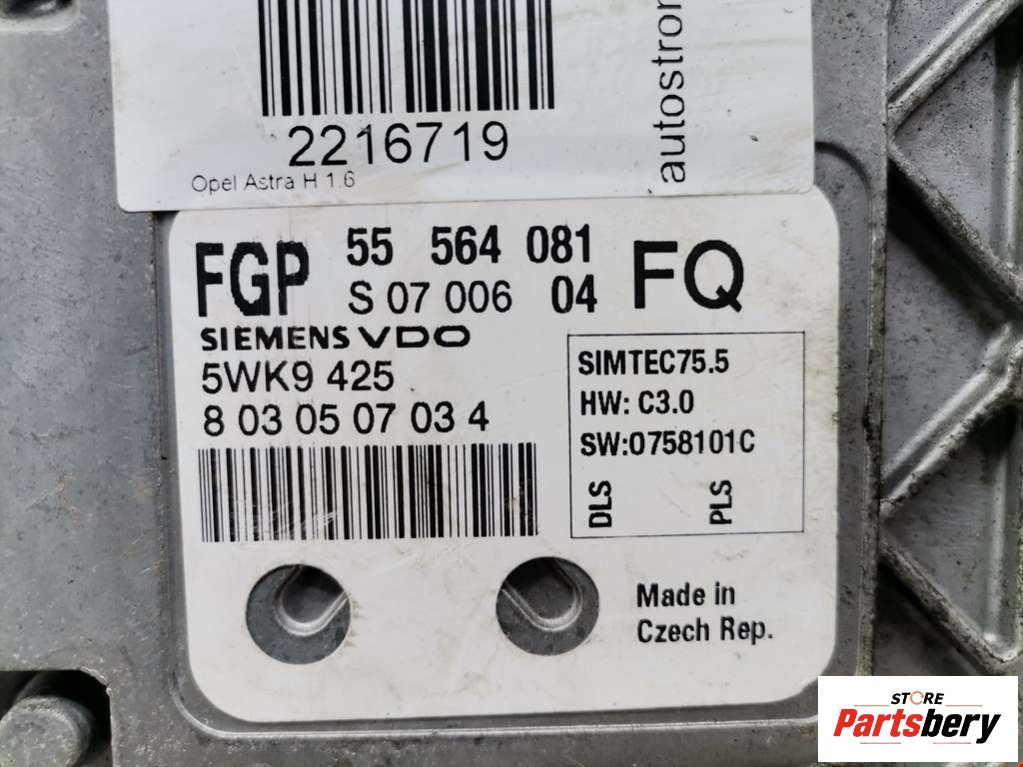 2216719
Opel Astra H 1.6
autostron
FGP 55 564 081 FQ
S 07 006 04
SIEMENS VDO
5WK9 425
8 03 05 07 03 4
SIMTEC75.5
HW: C3.0
SW:0758101C
DLS PLS
Made in
Czech Rep.
STORE
Partsbery